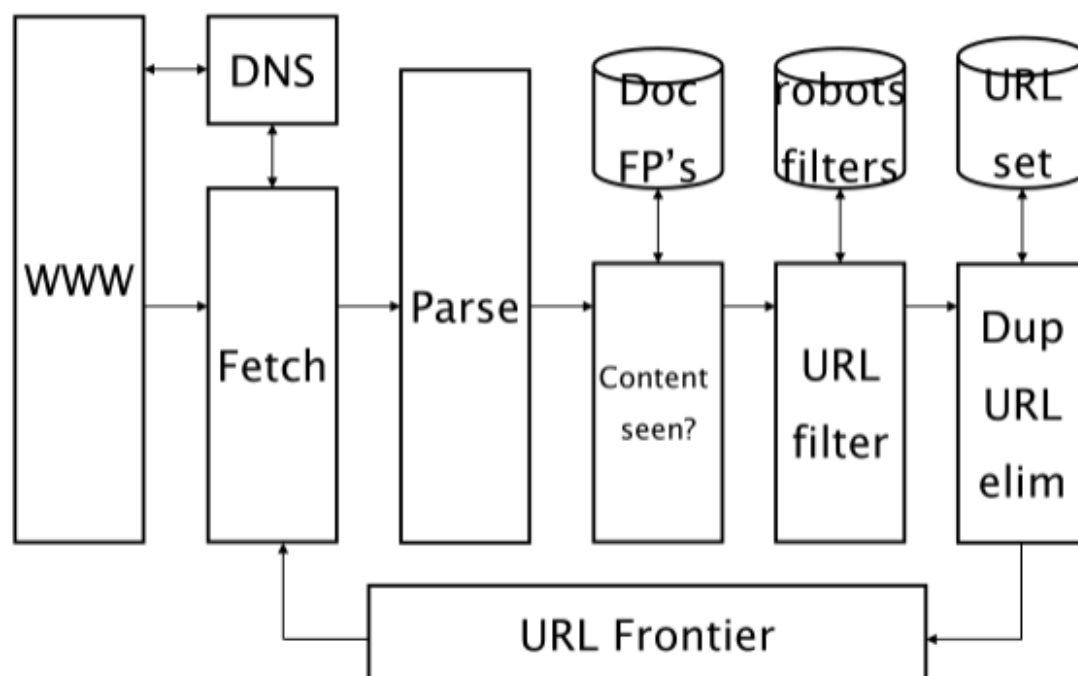 WWW
DNS
Fetch
Parse
Doc
FP's
Content
seen?
robots
filters
URL
filter
URL
set
Dup
URL
elim
URL Frontier